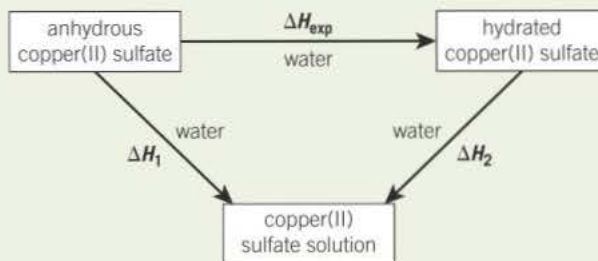 anhydrous
copper(II) sulfate
ΔHexp
water
hydrated
copper(II) sulfate
water
ΔH1
water
ΔH2
copper(II)
sulfate solution